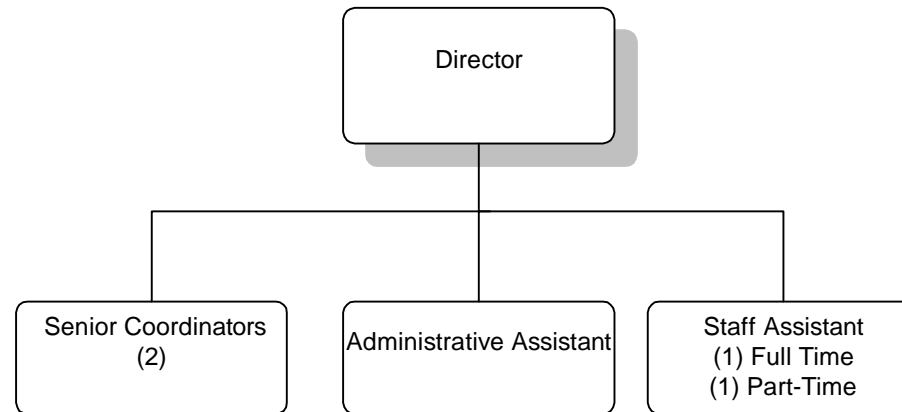 Director
Senior Coordinators
(2)
Administrative Assistant
Staff Assistant
(1) Full Time
(1) Part-Time